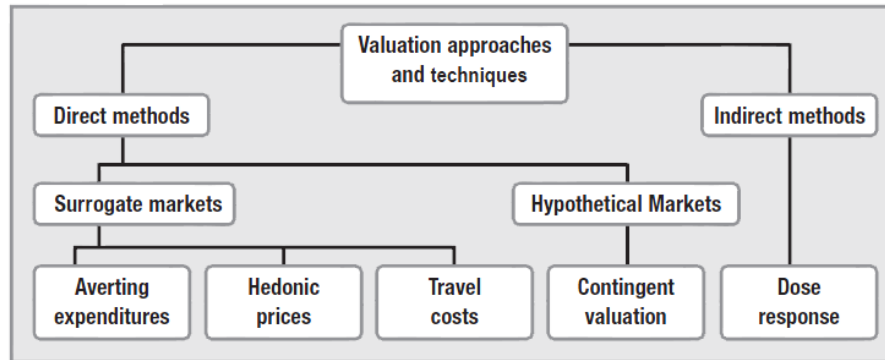 Valuation approaches
and techniques
Direct methods
Indirect methods
Surrogate markets
Hypothetical Markets
Averting
expenditures
Hedonic
prices
Travel
costs
Contingent
valuation
Dose
response